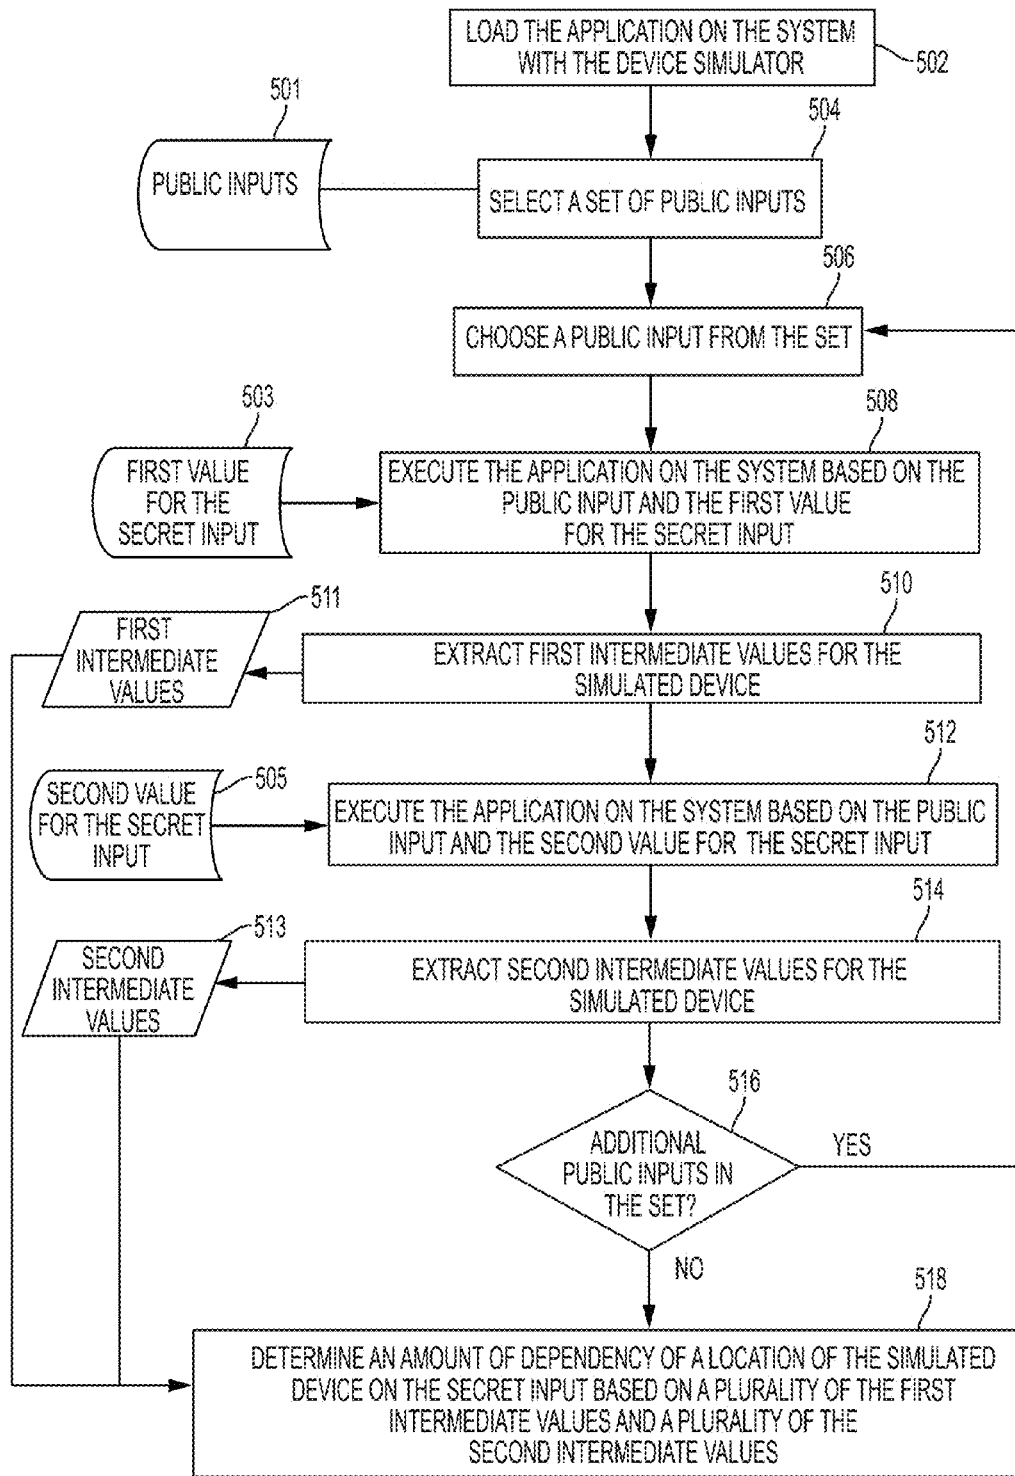 LOAD THE APPLICATION ON THE SYSTEM
WITH THE DEVICE SIMULATOR
502
501
PUBLIC INPUTS
504
SELECT A SET OF PUBLIC INPUTS
506
CHOOSE A PUBLIC INPUT FROM THE SET
503
FIRST VALUE
FOR THE
SECRET INPUT
508
EXECUTE THE APPLICATION ON THE SYSTEM BASED ON THE
PUBLIC INPUT AND THE FIRST VALUE
FOR THE SECRET INPUT
511
FIRST
INTERMEDIATE
VALUES
510
EXTRACT FIRST INTERMEDIATE VALUES FOR THE
SIMULATED DEVICE
505
SECOND VALUE
FOR THE SECRET
INPUT
512
EXECUTE THE APPLICATION ON THE SYSTEM BASED ON THE PUBLIC
INPUT AND THE SECOND VALUE FOR THE SECRET INPUT
513
SECOND
INTERMEDIATE
VALUES
514
EXTRACT SECOND INTERMEDIATE VALUES FOR THE
SIMULATED DEVICE
516
ADDITIONAL
PUBLIC INPUTS IN
THE SET?
YES
NO
518
DETERMINE AN AMOUNT OF DEPENDENCY OF A LOCATION OF THE SIMULATED
DEVICE ON THE SECRET INPUT BASED ON A PLURALITY OF THE FIRST
INTERMEDIATE VALUES AND A PLURALITY OF THE
SECOND INTERMEDIATE VALUES